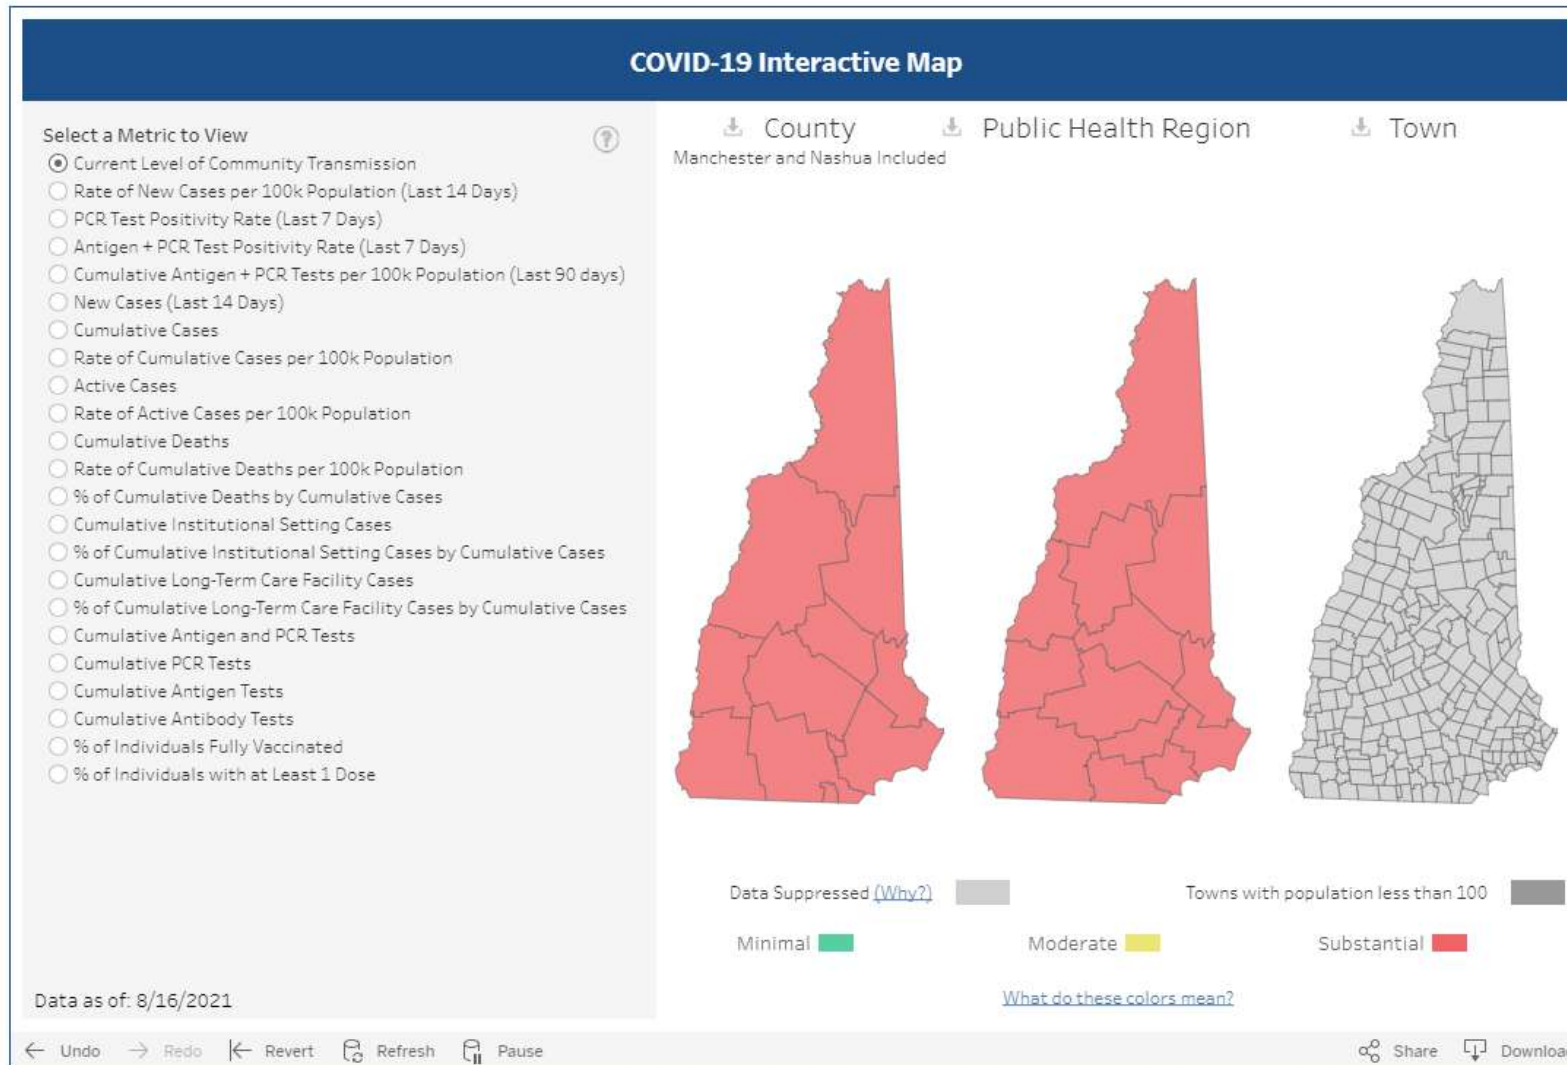 COVID-19 Interactive Map
Select a Metric to View
?
Current Level of Community Transmission
Rate of New Cases per 100k Population (Last 14 Days)
PCR Test Positivity Rate (Last 7 Days)
Antigen + PCR Test Positivity Rate (Last 7 Days)
Cumulative Antigen + PCR Tests per 100k Population (Last 90 days)
New Cases (Last 14 Days)
Cumulative Cases
Rate of Cumulative Cases per 100k Population
Active Cases
Rate of Active Cases per 100k Population
Cumulative Deaths
Rate of Cumulative Deaths per 100k Population
% of Cumulative Deaths by Cumulative Cases
Cumulative Institutional Setting Cases
% of Cumulative Institutional Setting Cases by Cumulative Cases
Cumulative Long-Term Care Facility Cases
% of Cumulative Long-Term Care Facility Cases by Cumulative Cases
Cumulative Antigen and PCR Tests
Cumulative PCR Tests
Cumulative Antigen Tests
Cumulative Antibody Tests
% of Individuals Fully Vaccinated
% of Individuals with at Least 1 Dose
Data as of: 8/16/2021
County
Manchester and Nashua Included
Public Health Region
Town
Data Suppressed (Why?)
Towns with population less than 100
Minimal
Moderate
Substantial
What do these colors mean?
Undo
Redo
Revert
Refresh
Pause
Share
Downloa